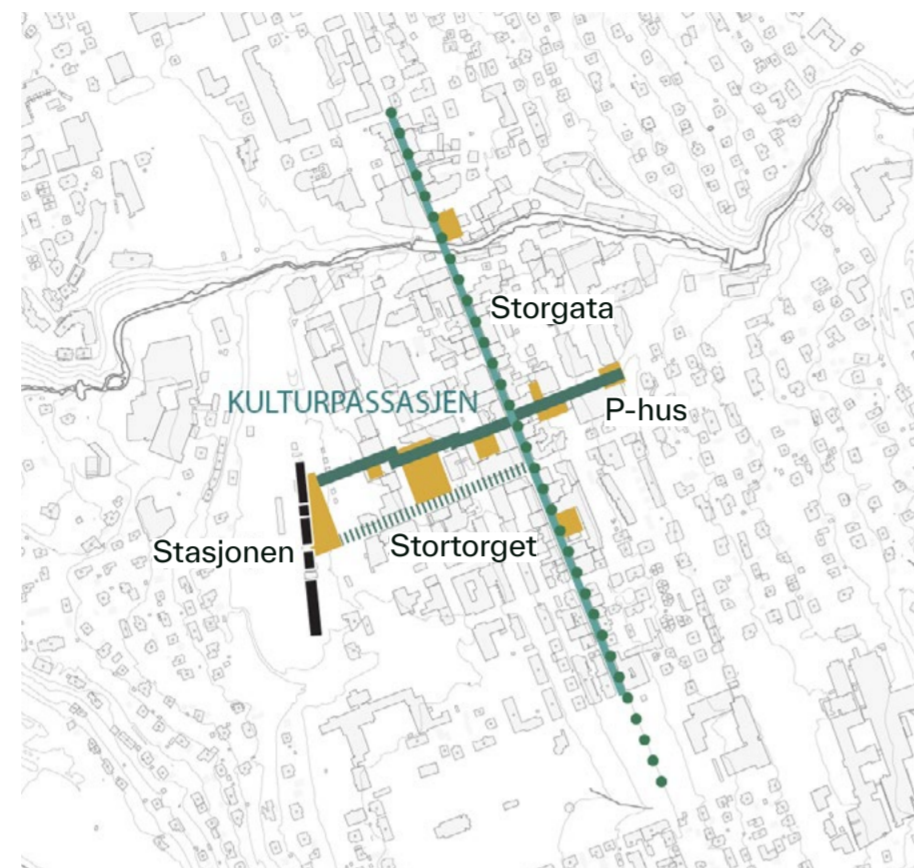 Storgata
KULTURPASSASJEN
P-hus
Stasjonen
Stortorget